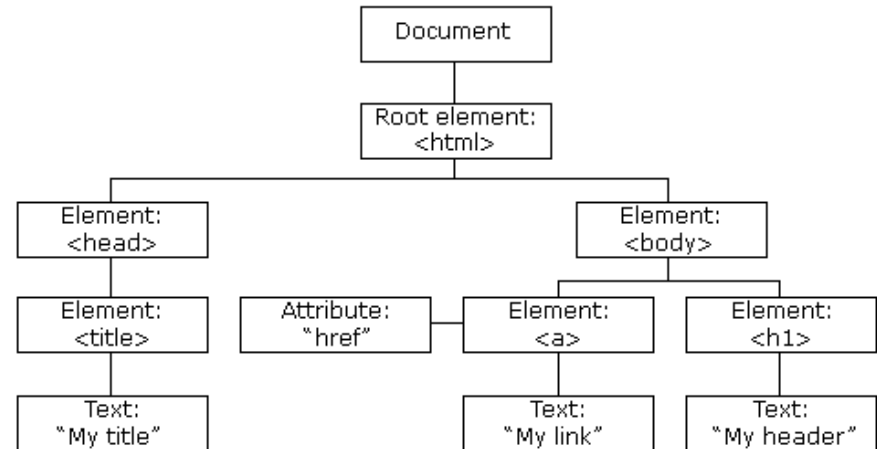 Document
Root element:
<html>
Element:
<head>
Element:
<body>
Element:
<title>
Attribute:
“href”
Element:
<a>
Element:
<h1>
Text:
“My title”
Text:
“My link”
Text:
“My header”